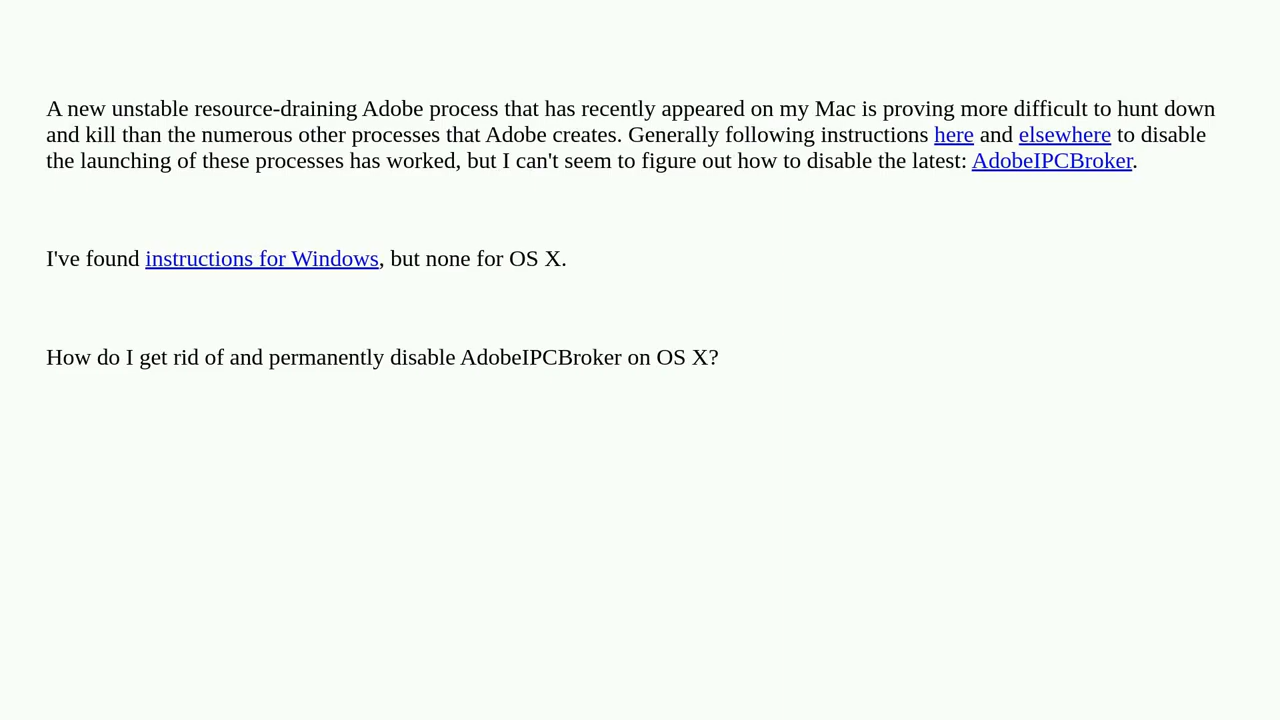 A new unstable resource-draining Adobe process that has recently appeared on my Mac is proving more difficult to hunt down
and kill than the numerous other processes that Adobe creates. Generally following instructions here and elsewhere to disable
the launching of these processes has worked, but I can't seem to figure out how to disable the latest: AdobeIPCBroker.
I've found instructions for Windows, but none for OS X.
How do I get rid of and permanently disable AdobeIPCBroker on OS X?